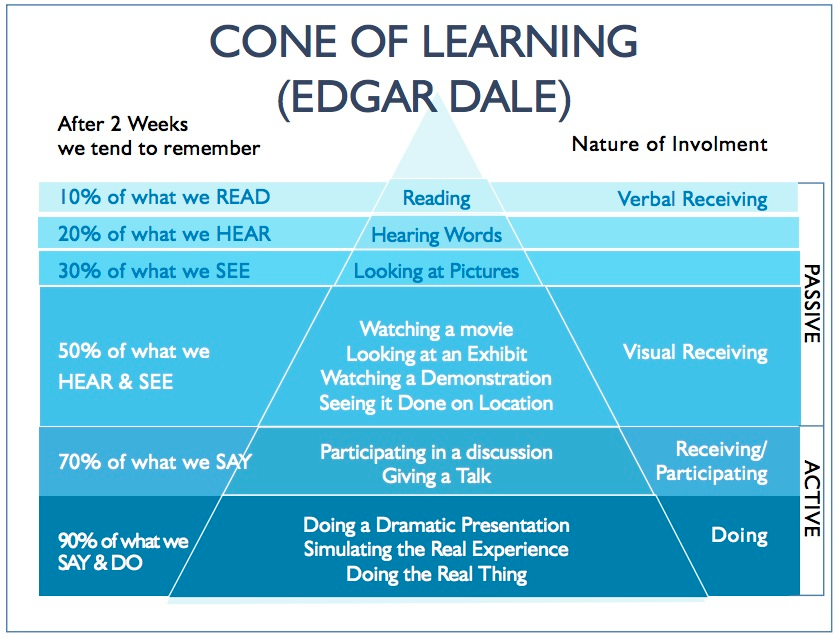 CONE OF LEARNING
(EDGAR DALE)
After 2 Weeks
we tend to remember
Nature of Involment
10% of what we READ
Reading
Verbal Receiving
20% of what we HEAR
Hearing Words
30% of what we SEE
Looking at Pictures
50% of what we
HEAR & SEE
Watching a movie
Looking at an Exhibit
Watching a Demonstration
Seeing it Done on Location
Visual Receiving
PASSIVE
70% of what we SAY
Participating in a discussion
Giving a Talk
Receiving/
Participating
90% of what we
SAY & DO
Doing a Dramatic Presentation
Simulating the Real Experience
Doing the Real Thing
Doing
ACTIVE